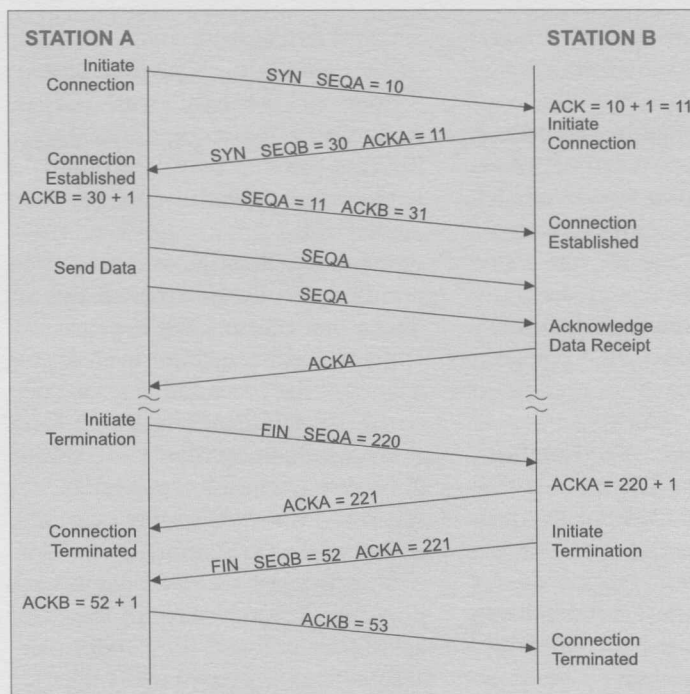 STATION A
STATION B
Initiate
Connection
SYN SEQA = 10
ACK = 10 + 1 = 11
Initiate
Connection
SYN SEQB = 30 ACKA = 11
Connection
Established
ACKB = 30 + 1
SEQA = 11 ACKB = 31
Connection
Established
SEQA
Send Data
SEQA
Acknowledge
Data Receipt
ACKA
Initiate
Termination
FIN SEQA = 220
ACKA = 220 + 1
ACKA = 221
Connection
Terminated
Initiate
Termination
FIN SEQB = 52 ACKA = 221
ACKB = 52 + 1
ACKB = 53
Connection
Terminated